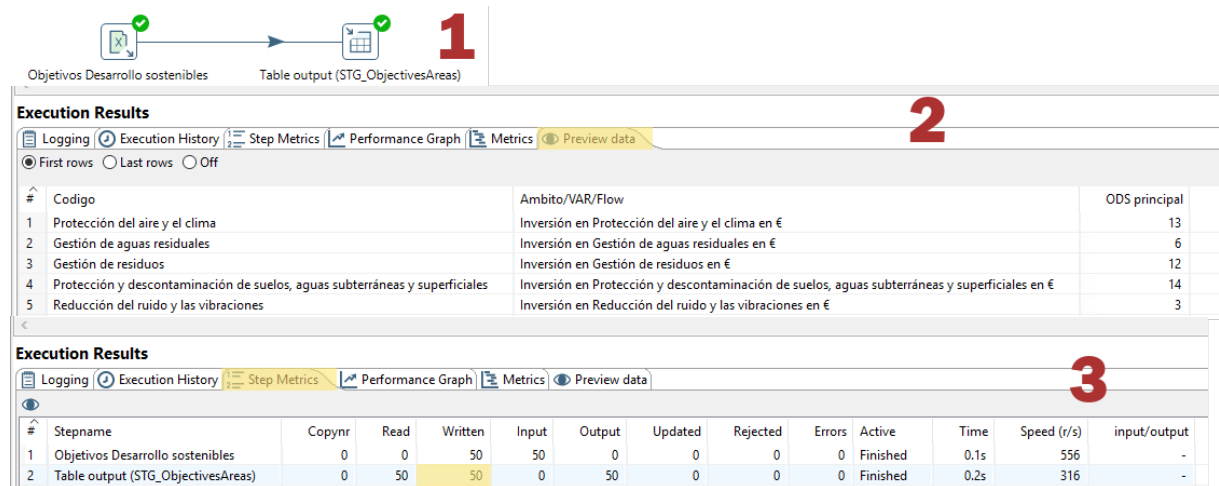 1
Objetivos Desarrollo sostenibles Table output (STG_ObjectivesAreas)
Execution Results
2
Logging Execution History Step Metrics Performance Graph Metrics Preview data
First rows Last rows Off
# Codigo Ambito/VAR/Flow ODS principal
1 Protección del aire y el clima Inversión en Protección del aire y el clima en € 13
2 Gestión de aguas residuales Inversión en Gestión de aguas residuales en € 6
3 Gestión de residuos Inversión en Gestión de residuos en € 12
4 Protección y descontaminación de suelos, aguas subterráneas y superficiales Inversión en Protección y descontaminación de suelos, aguas subterráneas y superficiales en € 14
5 Reducción del ruido y las vibraciones Inversión en Reducción del ruido y las vibraciones en € 3
Execution Results
3
Logging Execution History Step Metrics Performance Graph Metrics Preview data
# Stepname Copynr Read Written Input Output Updated Rejected Errors Active Time Speed (r/s) input/output
1 Objetivos Desarrollo sostenibles 0 0 50 50 0 0 0 0 Finished 0.1s 556 -
2 Table output (STG_ObjectivesAreas) 0 50 50 0 50 0 0 0 Finished 0.2s 316 -